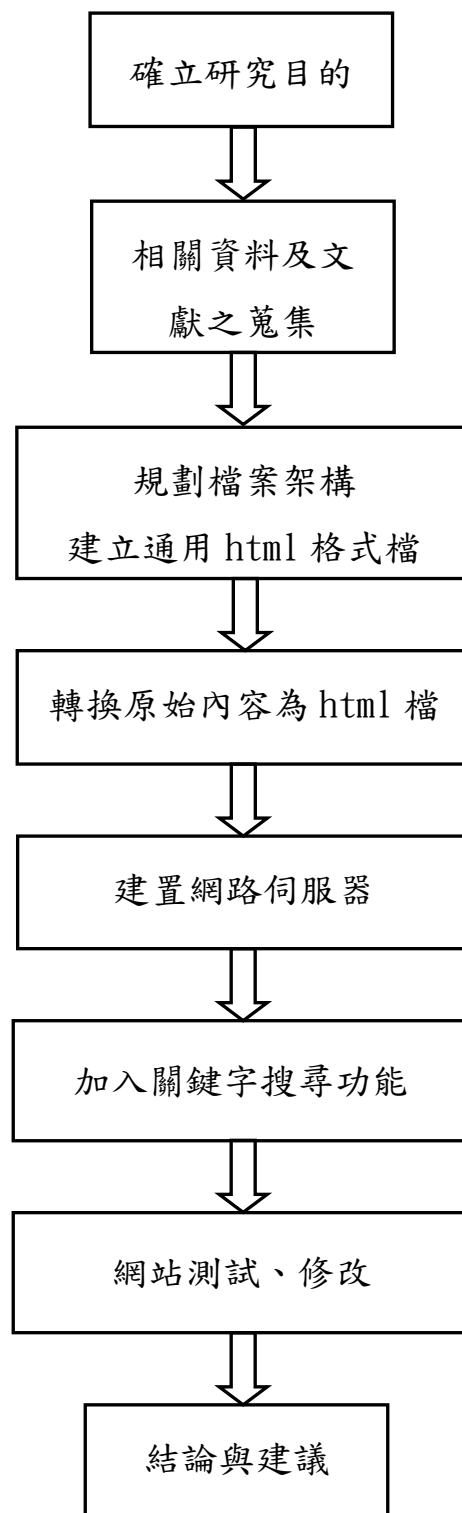 確立研究目的
相關資料及文
獻之蒐集
規劃檔案架構
建立通用 html 格式檔
轉換原始內容為 html 檔
建置網路伺服器
加入關鍵字搜尋功能
網站測試、修改
結論與建議